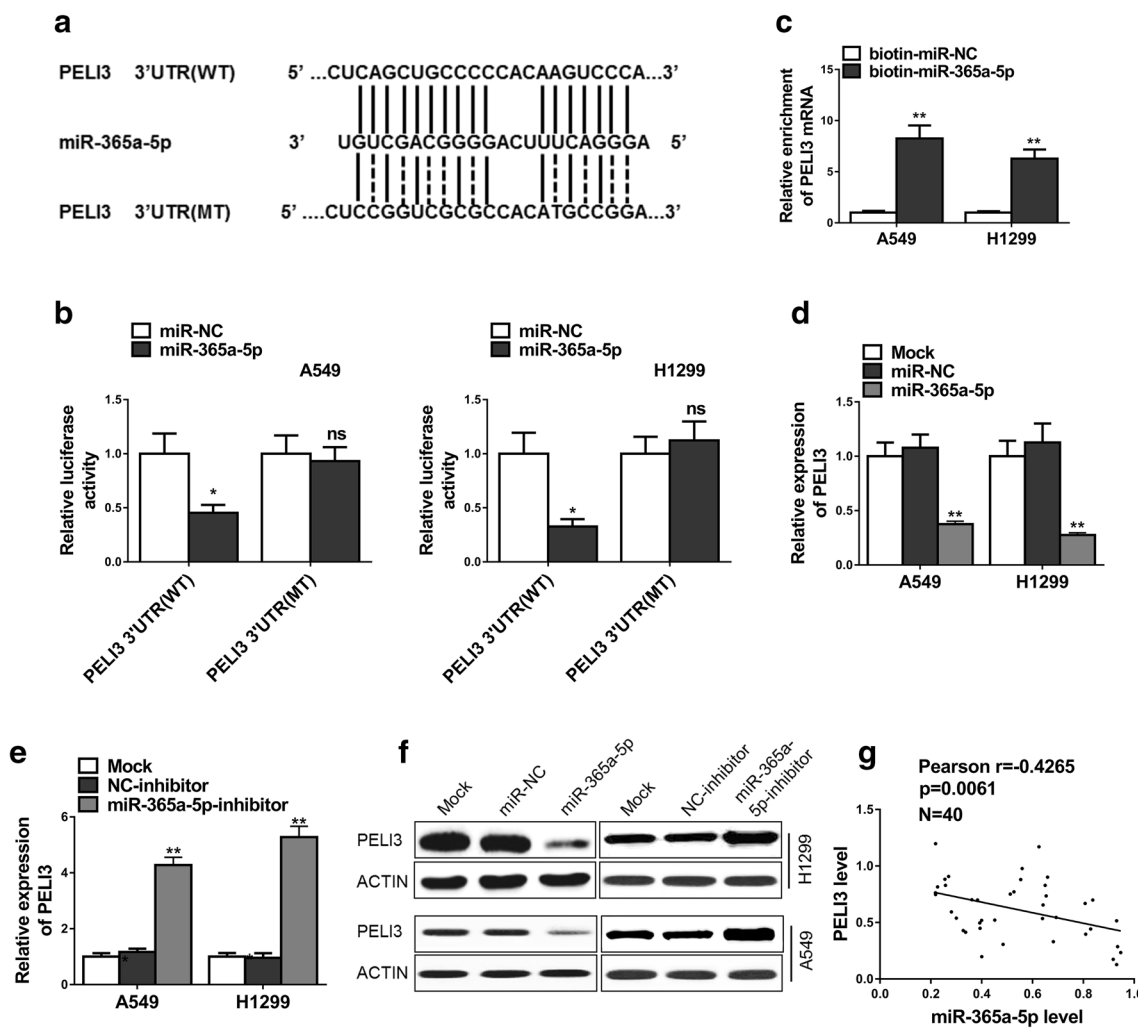 a
PELI3 3'UTR(WT) 5' ...CUCAGCUGCCCCCACAAGUCCCA...3'
miR-365a-5p 3' UGUCGACGGGGACUUUCAGGGA 5'
PELI3 3'UTR(MT) 5' ....CUCCGGUCGCGCCACATGCCGGA...3'
c
biotin-miR-NC
biotin-miR-365a-5p
Relative enrichment
of PELI3 mRNA
15
10
5
0
**
**
A549
H1299
b
miR-NC
miR-365a-5p
A549
Relative luciferase
activity
1.5
1.0
0.5
0.0
*
ns
PELI3 3'UTR(WT)
PELI3 3'UTR(MT)
miR-NC
miR-365a-5p
H1299
Relative luciferase
activity
1.5
1.0
0.5
0.0
*
ns
PELI3 3'UTR(WT)
PELI3 3'UTR(MT)
d
Mock
miR-NC
miR-365a-5p
Relative expression
of PELI3
1.5
1.0
0.5
0.0
**
**
A549
H1299
e
Mock
NC-inhibitor
miR-365a-5p-inhibitor
Relative expression
of PELI3
6
4
2
0
*
**
**
A549
H1299
f
Mock
miR-NC
miR-365a-5p
Mock
NC-inhibitor
miR-365a-
5p-inhibitor
PELI3
ACTIN
H1299
PELI3
ACTIN
A549
g
Pearson r=-0.4265
p=0.0061
N=40
PELI3 level
1.5
1.0
0.5
0.0
0.0 0.2 0.4 0.6 0.8 1.0
miR-365a-5p level